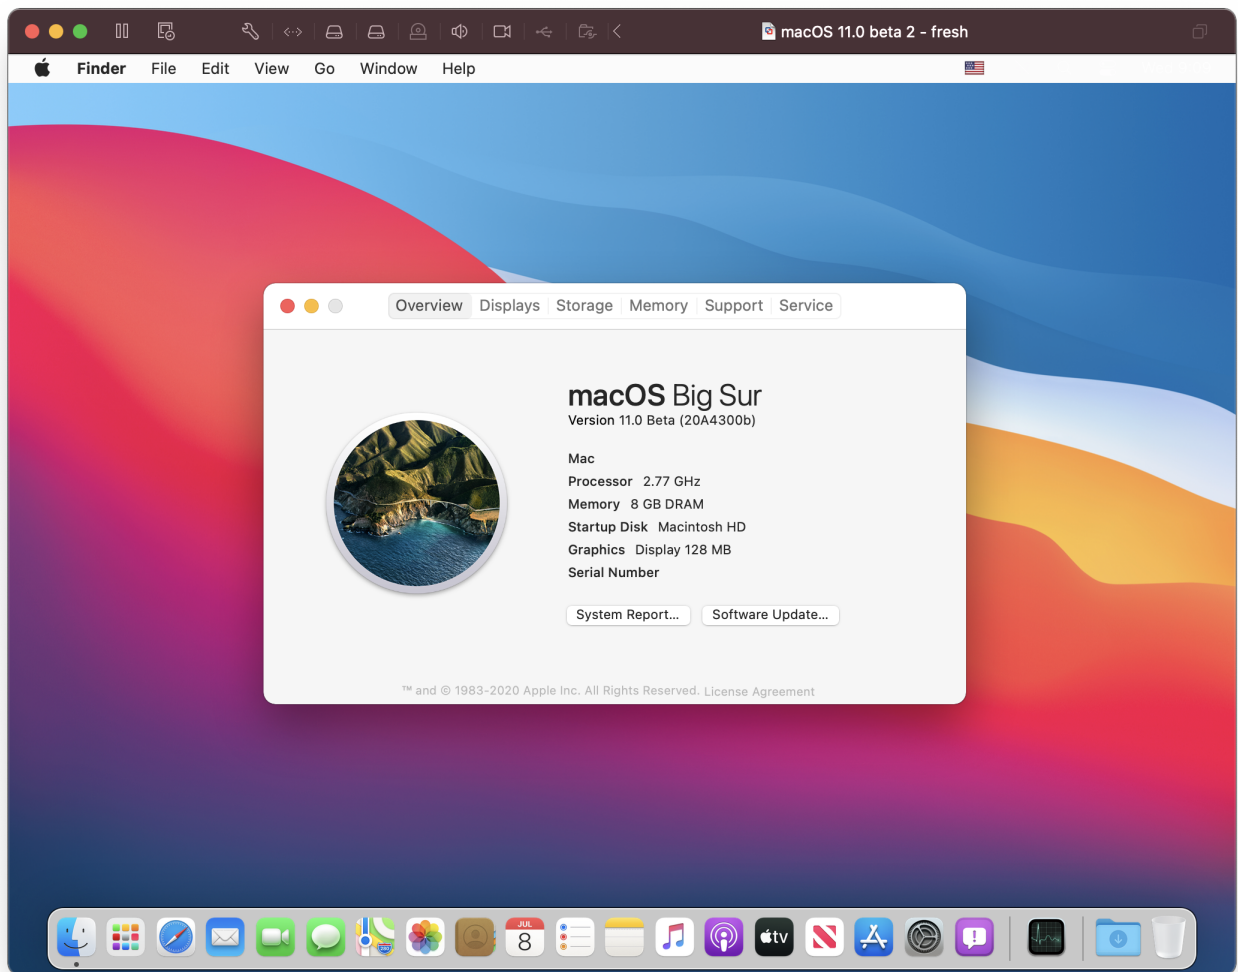 macOS 11.0 beta 2 - fresh
Finder File Edit View Go Window Help
Overview Displays Storage Memory Support Service
macOS Big Sur
Version 11.0 Beta (20A4300b)
Mac
Processor 2.77 GHz
Memory 8 GB DRAM
Startup Disk Macintosh HD
Graphics Display 128 MB
Serial Number
System Report... Software Update...
™ and © 1983-2020 Apple Inc. All Rights Reserved. License Agreement
JUL
8
tv